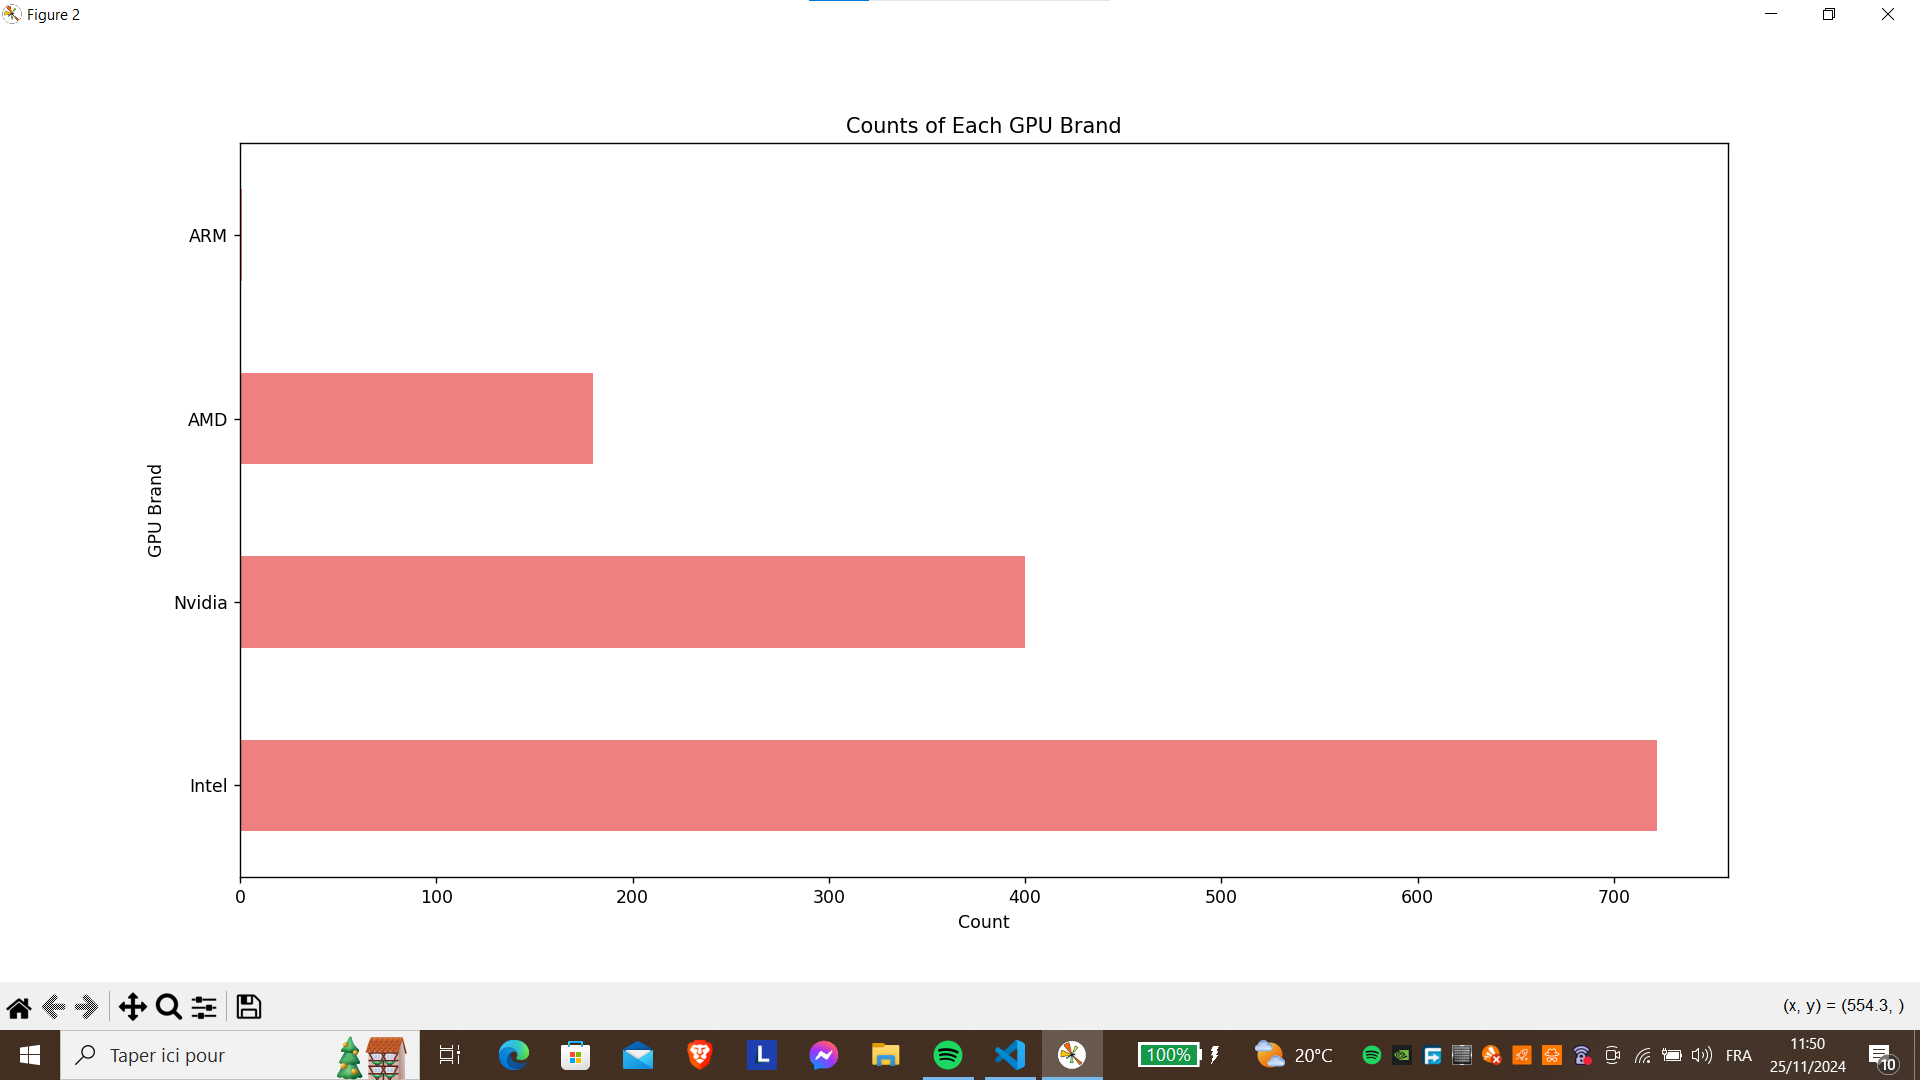 Figure 2
Counts of Each GPU Brand
ARM
AMD
Nvidia
Intel
GPU Brand
0 100 200 300 400 500 600 700
Count
(x, y) = (554.3, )
Taper ici pour
L
100%
20°C
FRA
11:50
25/11/2024
10